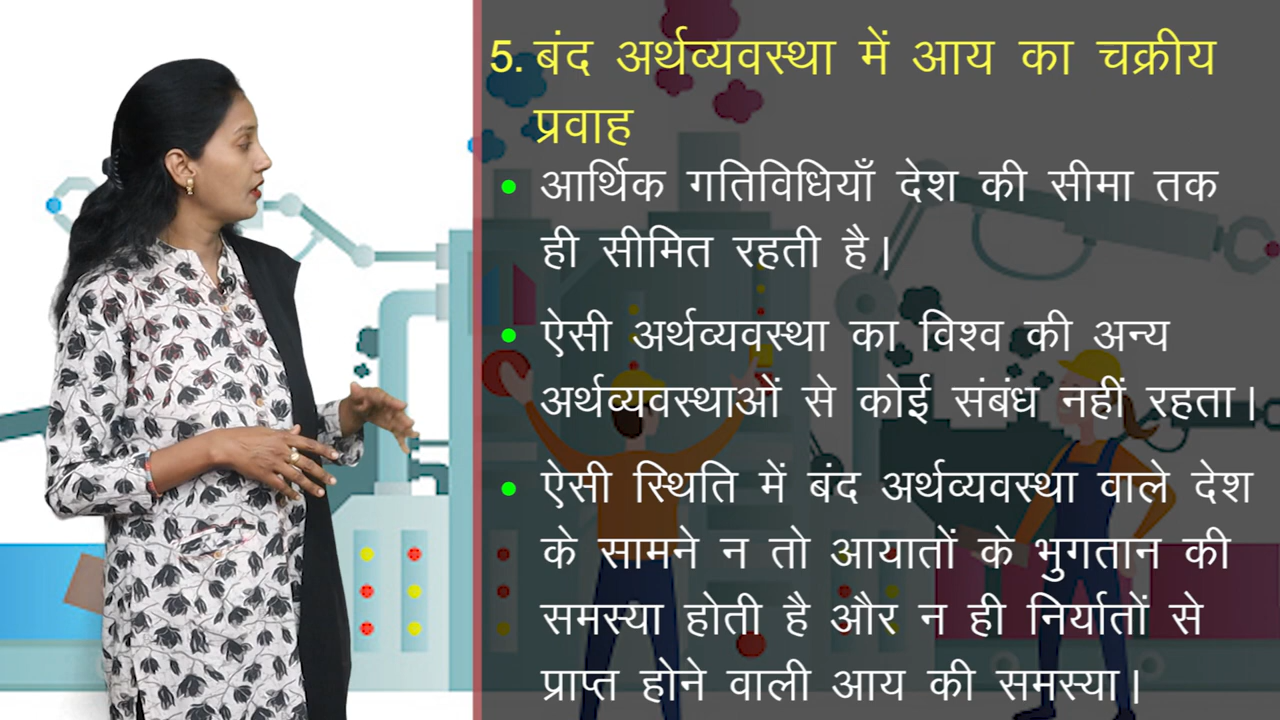 5. बंद अर्थव्यवस्था में आय का चक्रीय
प्रवाह
• आर्थिक गतिविधियाँ देश की सीमा तक
ही सीमित रहती है।
• ऐसी अर्थव्यवस्था का विश्व की अन्य
अर्थव्यवस्थाओं से कोई संबंध नहीं रहता।
• ऐसी स्थिति में बंद अर्थव्यवस्था वाले देश
के सामने न तो आयातों के भुगतान की
समस्या होती है और न ही निर्यातों से
प्राप्त होने वाली आय की समस्या।